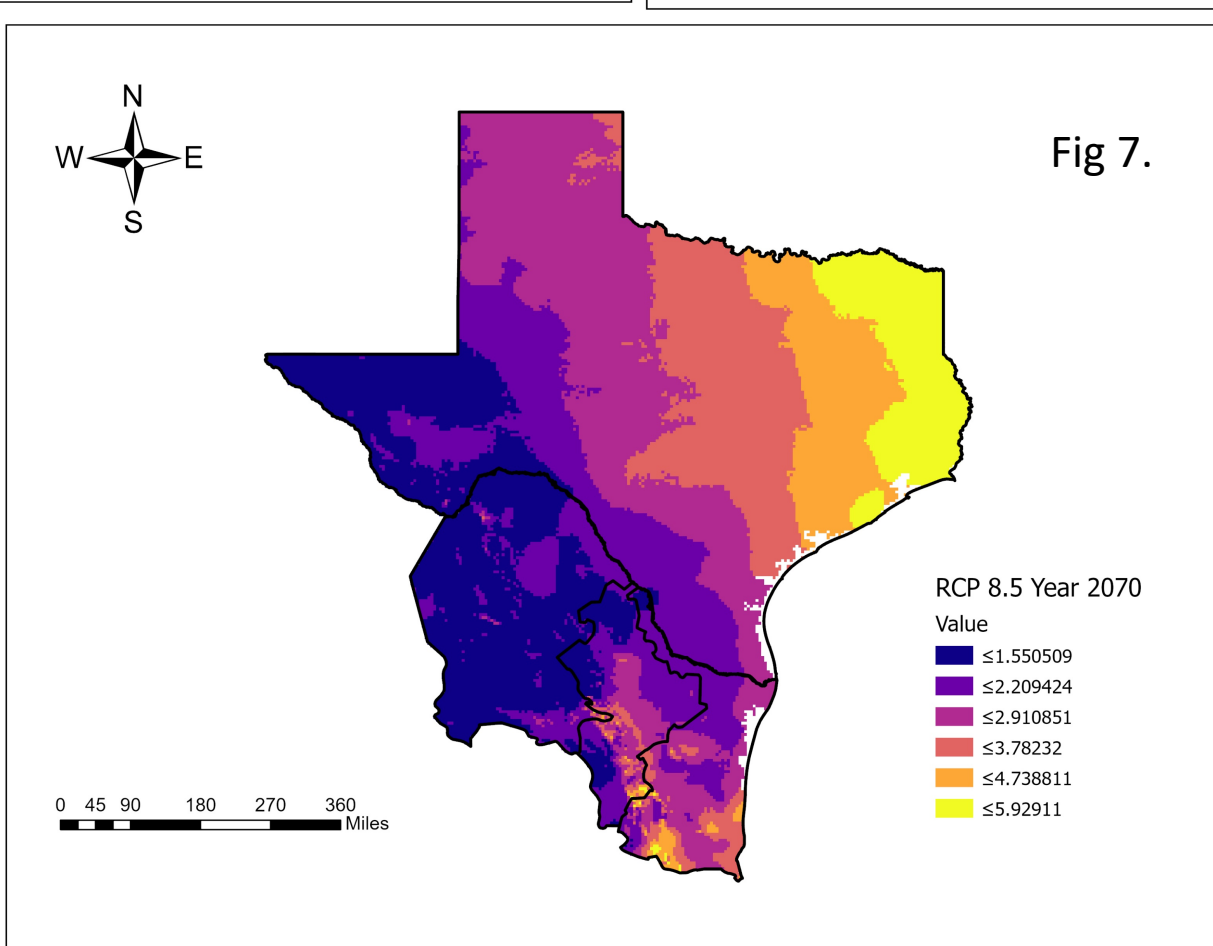 N
W E
S
Fig 7.
RCP 8.5 Year 2070
Value
≤1.550509
≤2.209424
≤2.910851
≤3.78232
≤4.738811
≤5.92911
0 45 90 180 270 360
Miles